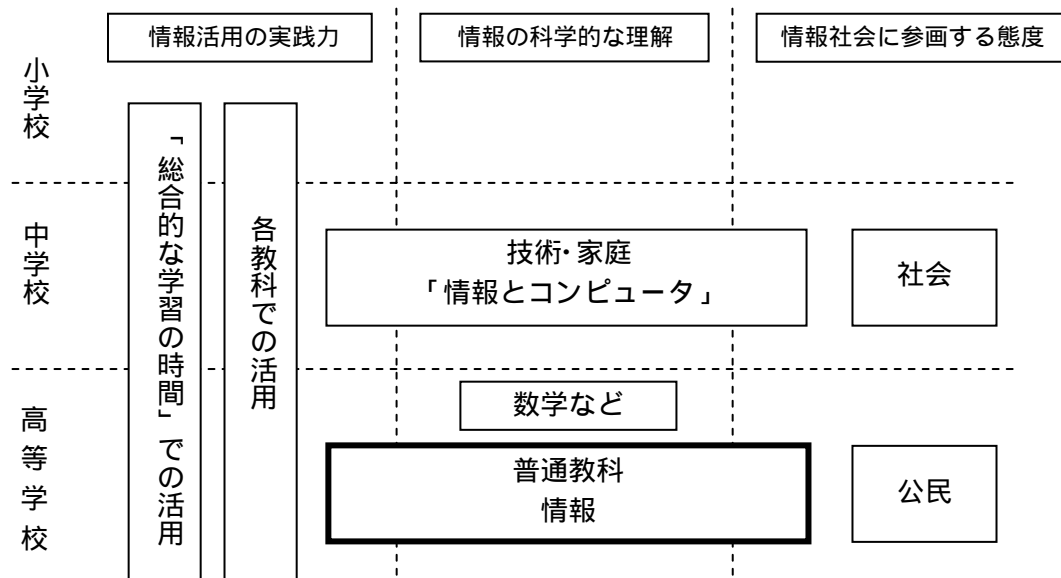 情報活用の実践力
情報の科学的な理解
情報社会に参画する態度
小学校
「総合的な学習の時間」での活用
各教科での活用
中学校
技術・家庭
「情報とコンピュータ」
社会
高等学校
数学など
普通教科
情報
公民